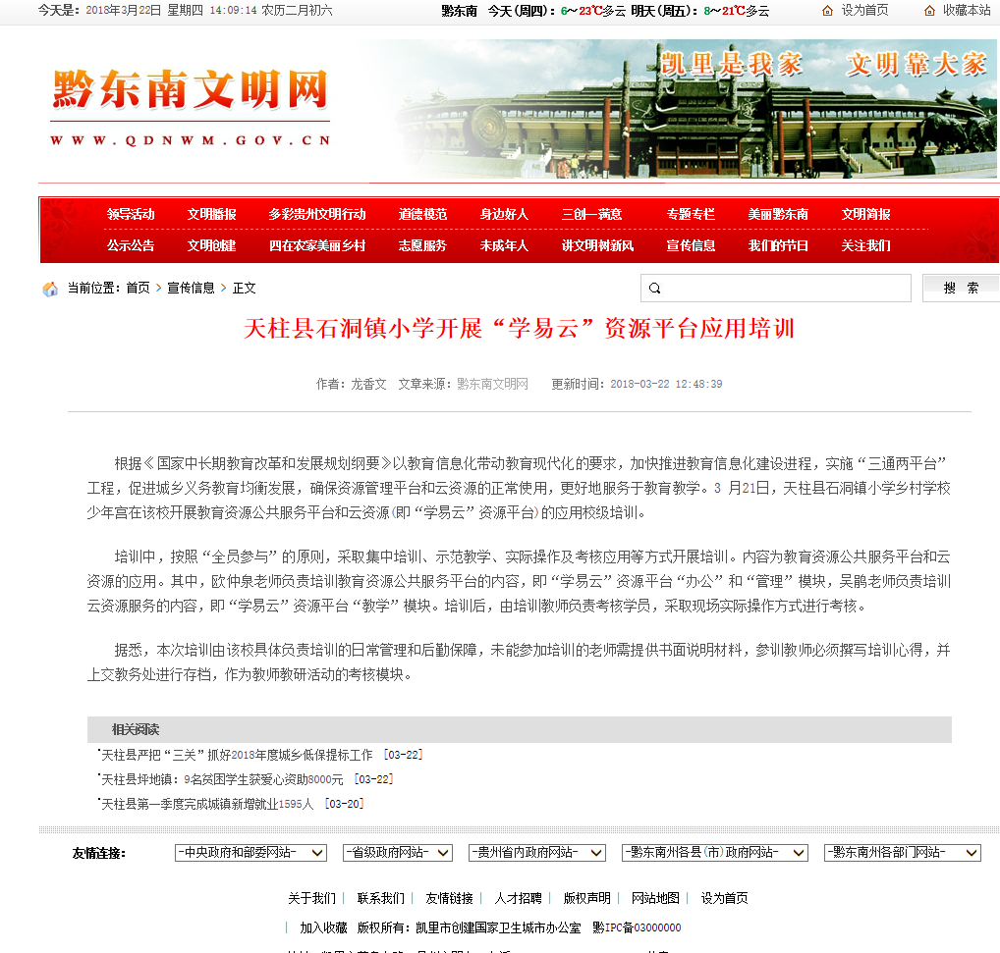 今天是：2018年3月22日 星期四 14:09:14 农历二月初六
黔东南 今天(周四)：6～23℃多云 明天(周五)：8～21℃多云
设为首页 收藏本站
黔东南文明网
WWW.QDNWM.GOV.CN
凯里是我家 文明靠大家
领导活动 文明播报 多彩贵州文明行动 道德模范 身边好人 三创一满意 专题专栏 美丽黔东南 文明简报
公示公告 文明创建 四在农家美丽乡村 志愿服务 未成年人 讲文明树新风 宣传信息 我们的节日 关注我们
当前位置：首页 > 宣传信息 > 正文
搜 索
天柱县石洞镇小学开展“学易云”资源平台应用培训
作者：龙香文 文章来源：黔东南文明网 更新时间：2018-03-22 12:48:39
根据《国家中长期教育改革和发展规划纲要》以教育信息化带动教育现代化的要求，加快推进教育信息化建设进程，实施“三通两平台”
工程，促进城乡义务教育均衡发展，确保资源管理平台和云资源的正常使用，更好地服务于教育教学。3 月21日，天柱县石洞镇小学乡村学校
少年宫在该校开展教育资源公共服务平台和云资源(即“学易云”资源平台)的应用校级培训。
培训中，按照“全员参与”的原则，采取集中培训、示范教学、实际操作及考核应用等方式开展培训。内容为教育资源公共服务平台和云
资源的应用。其中，欧仲泉老师负责培训教育资源公共服务平台的内容，即“学易云”资源平台“办公”和“管理”模块，吴鹃老师负责培训
云资源服务的内容，即“学易云”资源平台“教学”模块。培训后，由培训教师负责考核学员，采取现场实际操作方式进行考核。
据悉，本次培训由该校具体负责培训的日常管理和后勤保障，未能参加培训的老师需提供书面说明材料，参训教师必须撰写培训心得，并
上交教务处进行存档，作为教师教研活动的考核模块。
相关阅读
·天柱县严把“三关”抓好2018年度城乡低保提标工作 [03-22]
·天柱县坪地镇：9名贫困学生获爱心资助8000元 [03-22]
·天柱县第一季度完成城镇新增就业1595人 [03-20]
友情连接： -中央政府和部委网站- -省级政府网站- -贵州省内政府网站- -黔东南州各县(市)政府网站- -黔东南州各部门网站-
关于我们 | 联系我们 | 友情链接 | 人才招聘 | 版权声明 | 网站地图 | 设为首页
| 加入收藏 版权所有：凯里市创建国家卫生城市办公室 黔IPC备03000000